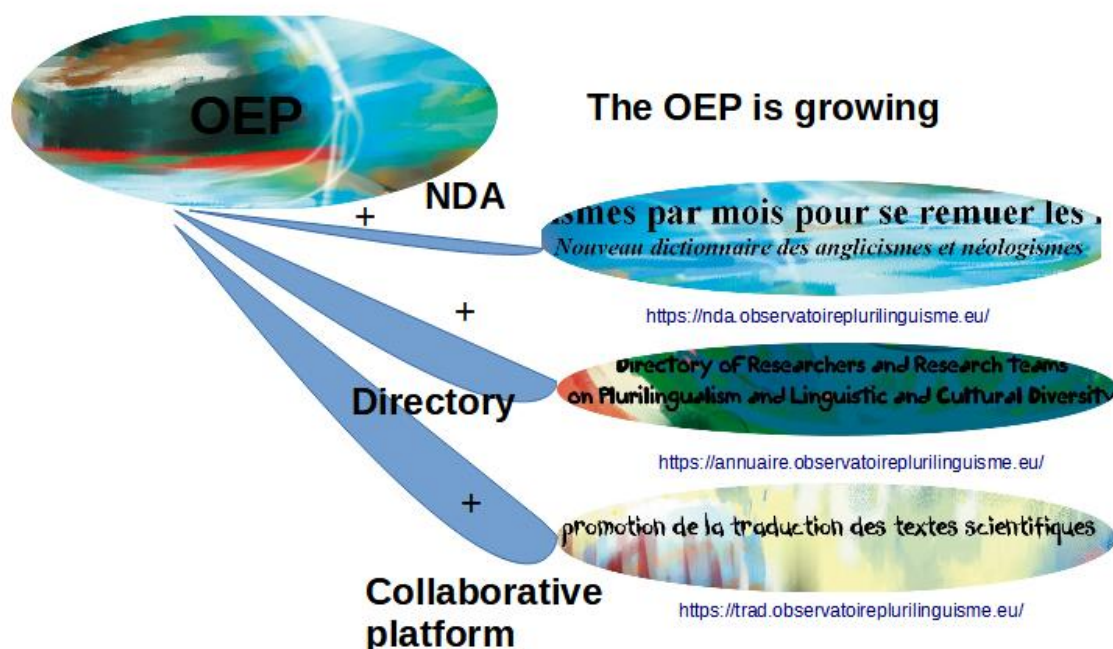 OEP
The OEP is growing
NDA
+
ismes par mois pour se remuer les
Nouveau dictionnaire des anglicismes et néologismes
https://nda.observatoireplurilinguisme.eu/
+
Directory
Directory of Researchers and Research Teams
on Plurilingualism and Linguistic and Cultural Diversity
https://annuaire.observatoireplurilinguisme.eu/
+
Collaborative
platform
promotion de la traduction des textes scientifiques
https://trad.observatoireplurilinguisme.eu/